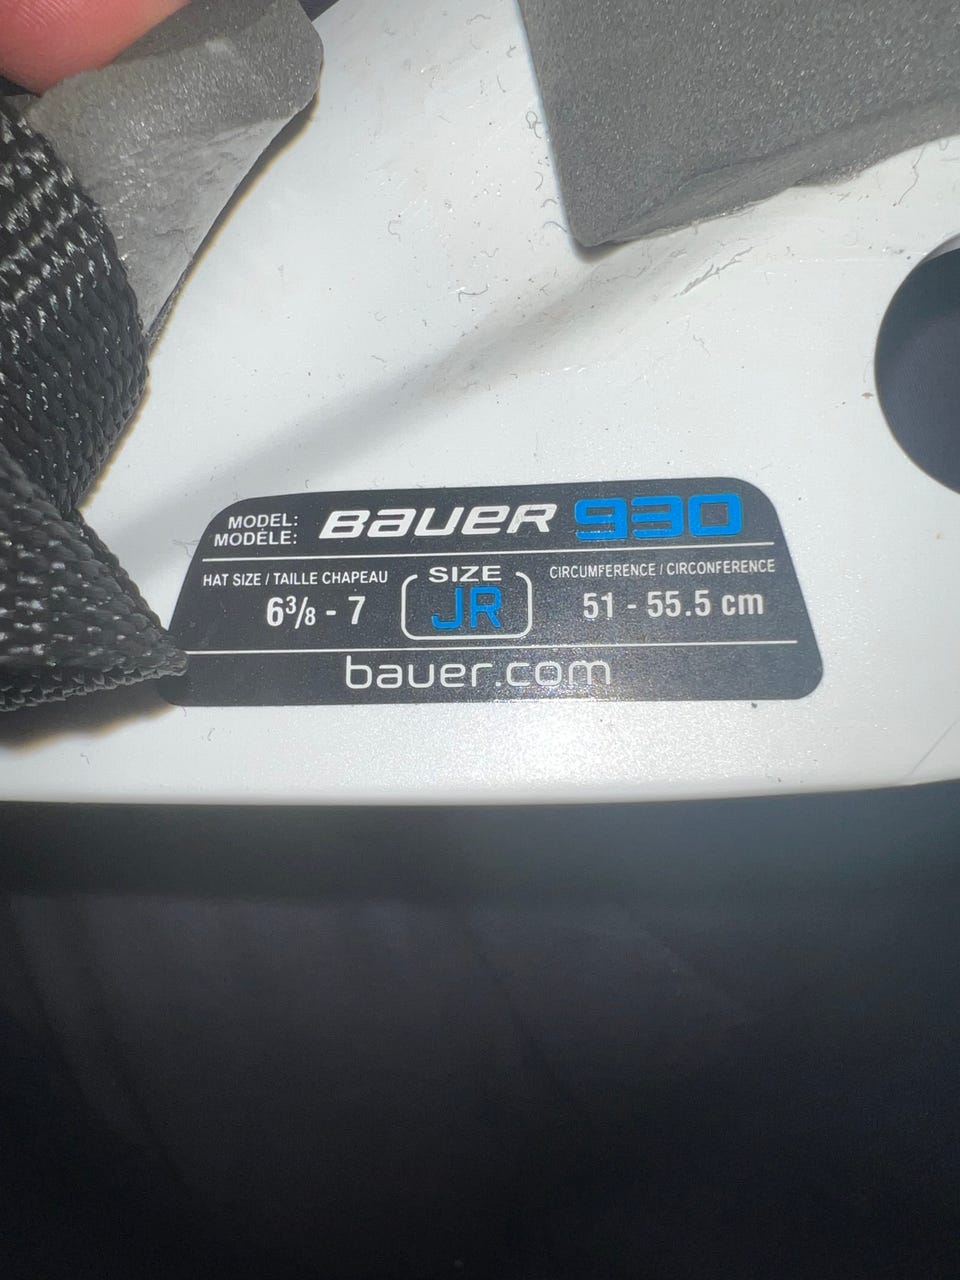 MODEL:
MODÈLE: BAUER 930
HAT SIZE / TAILLE CHAPEAU
6 3/8 - 7
SIZE
JR
CIRCUMFERENCE / CIRCONFÉRENCE
51 - 55.5 cm
bauer.com